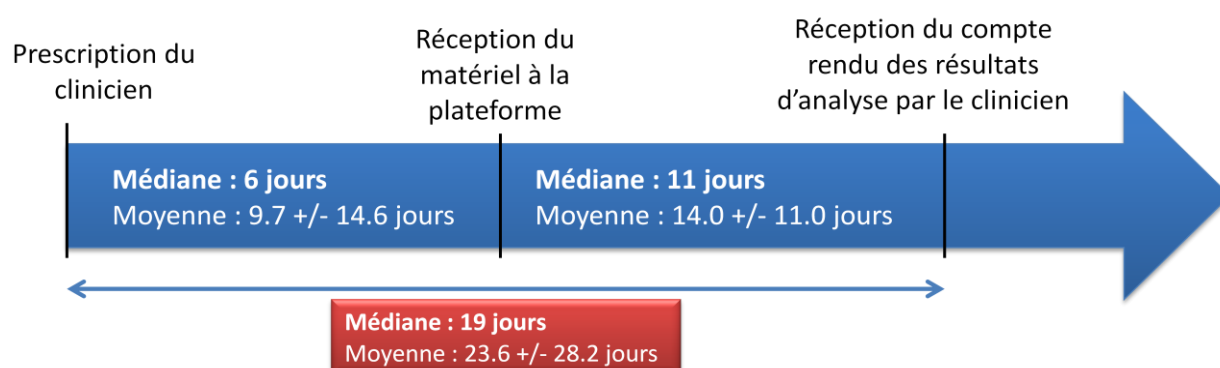 Prescription du
clinicien
Réception du
matériel à la
plateforme
Réception du compte
rendu des résultats
d’analyse par le clinicien
Médiane : 6 jours
Moyenne : 9.7 +/- 14.6 jours
Médiane : 11 jours
Moyenne : 14.0 +/- 11.0 jours
Médiane : 19 jours
Moyenne : 23.6 +/- 28.2 jours